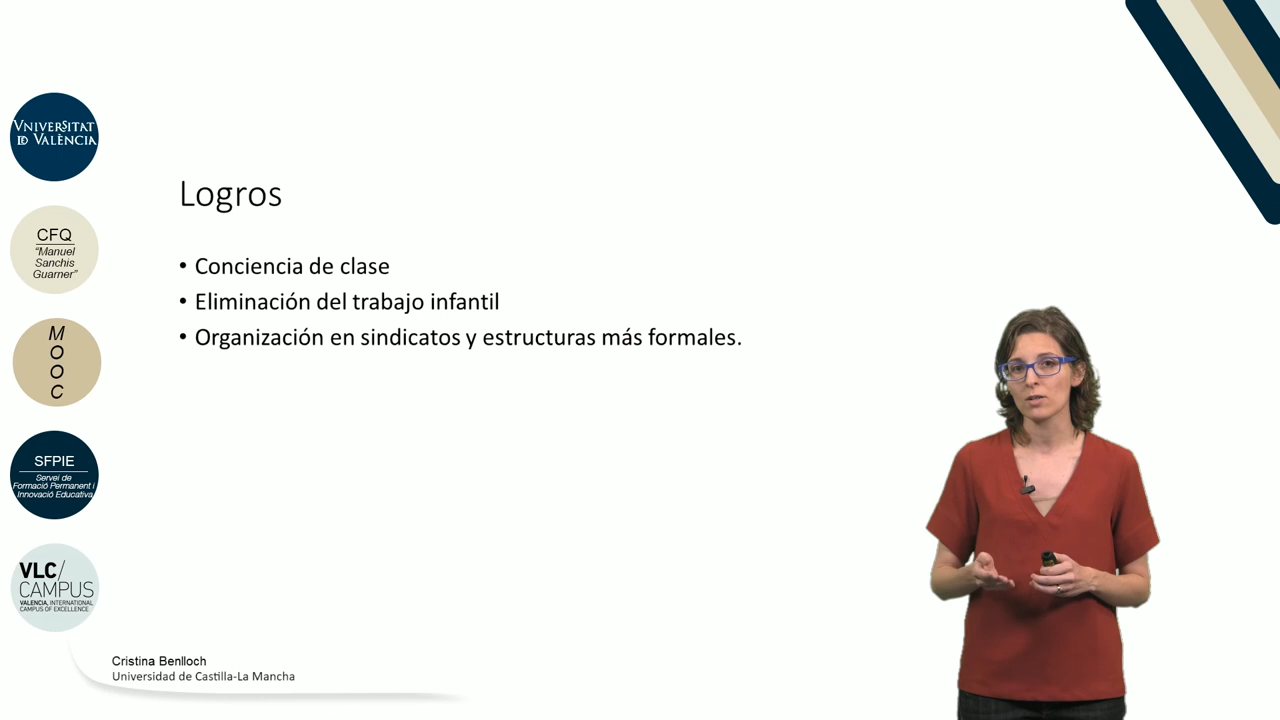 VNIVERSITAT
ID VALÈNCIA
CFQ
"Manuel
Sanchis
Guarner"
M
O
O
C
SFPIE
Servei de
Formació Permanent i
Innovació Educativa
VLC/
CAMPUS
VALENCIA, INTERNATIONAL
CAMPUS OF EXCELLENCE
Logros
• Conciencia de clase
• Eliminación del trabajo infantil
• Organización en sindicatos y estructuras más formales.
Cristina Benlloch
Universidad de Castilla-La Mancha